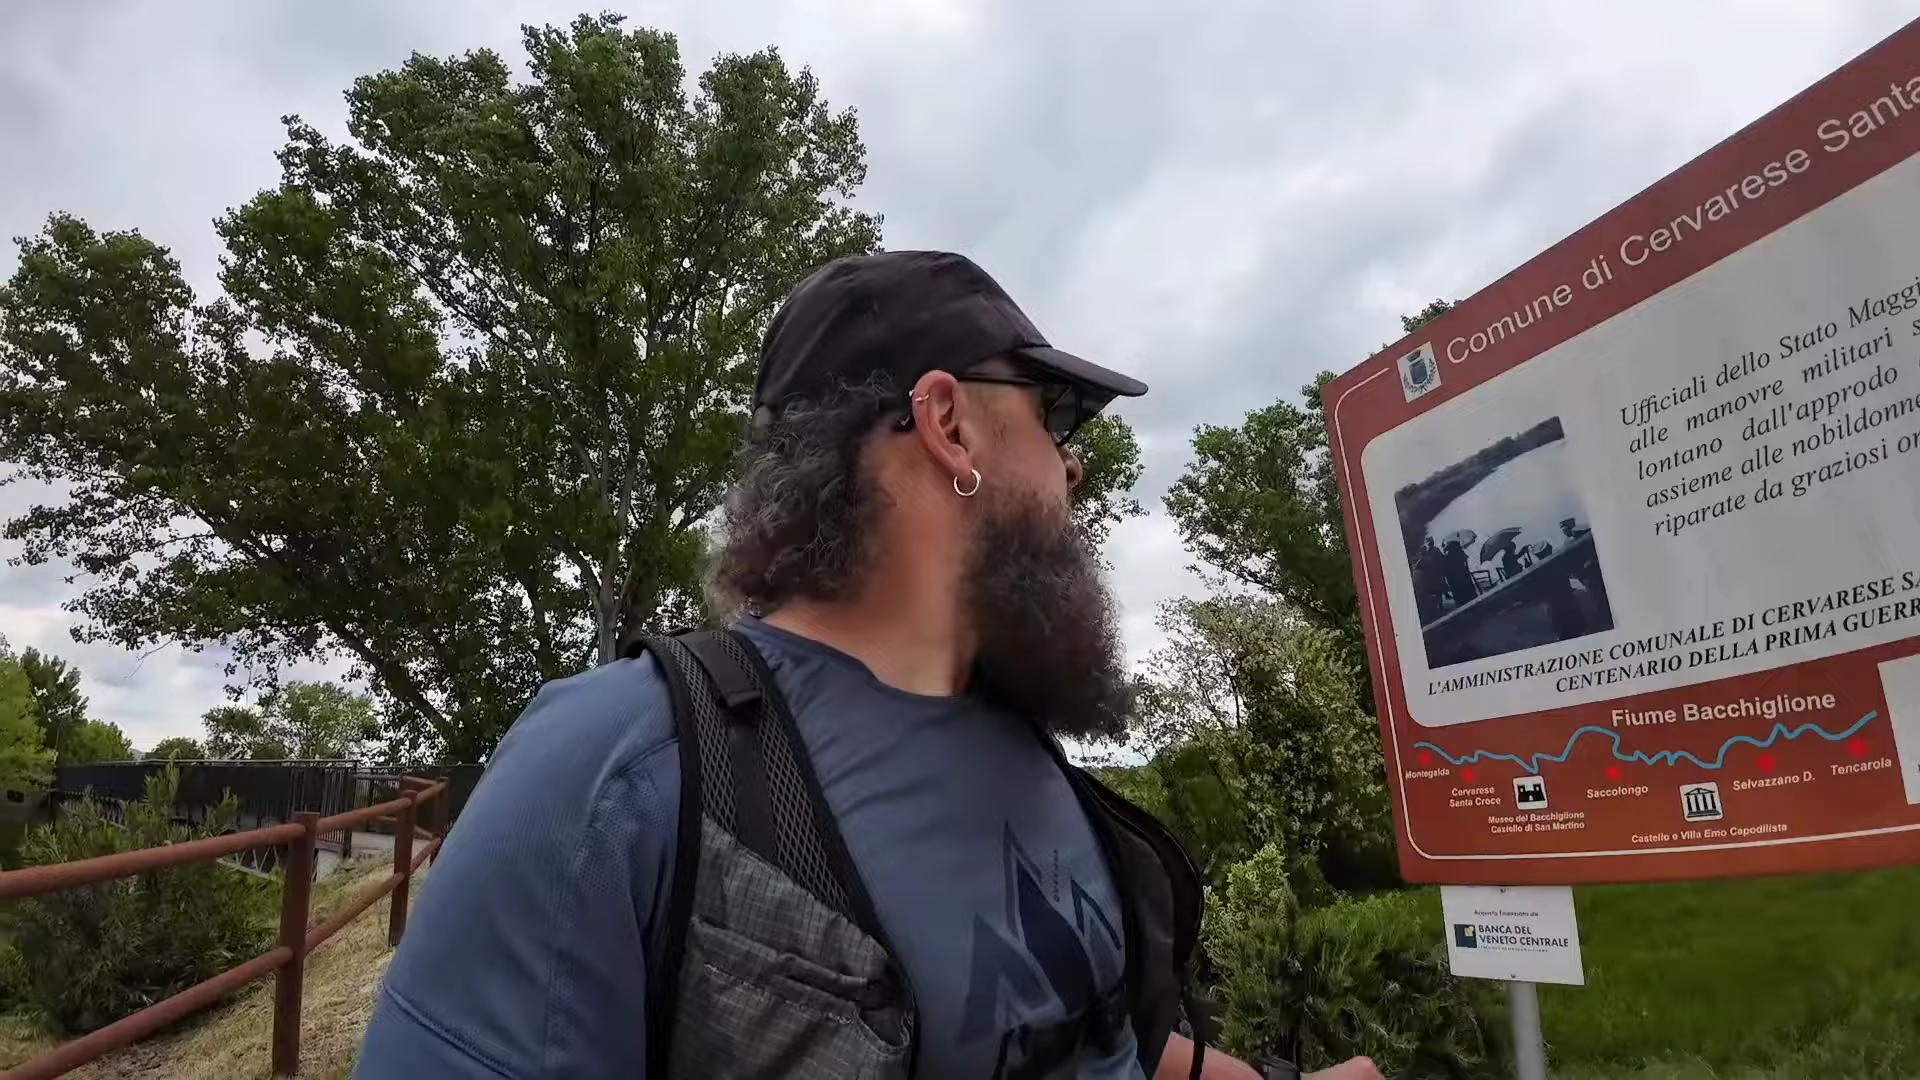 Comune di Cervarese Santa
Ufficiali dello Stato Maggi
alle manovre militari s
lontano dall'approdo
assieme alle nobildonne
riparate da graziosi o
L'AMMINISTRAZIONE COMUNALE DI CERVARESE SA
CENTENARIO DELLA PRIMA GUERR
Fiume Bacchiglione
Montegalda
Cervarese
Santa Croce
Museo del Bacchiglione
Castello di San Martino
Saccolongo
Castello e Villa Emo Capodilista
Selvazzano D.
Tencarola
BANCA DEL
VENETO CENTRALE